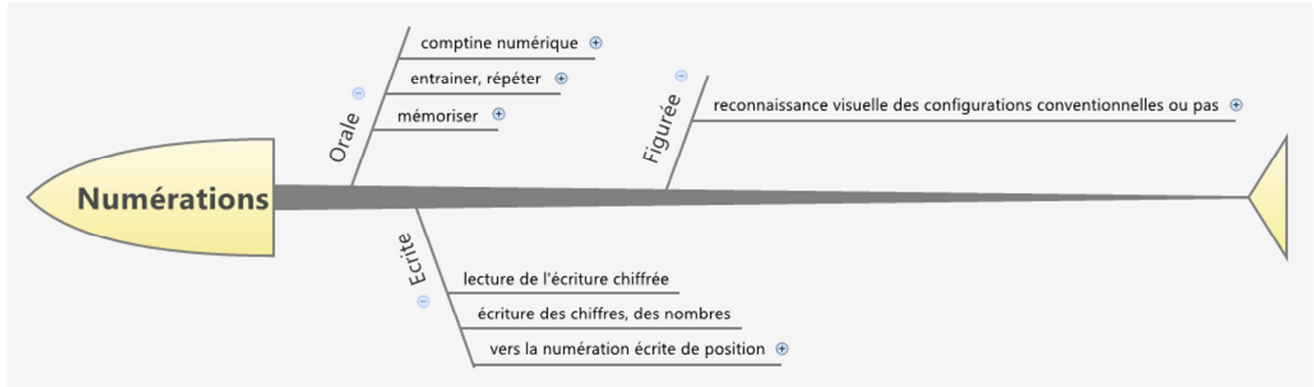 Numérations
Orale
comptine numérique
entrainer, répéter
mémoriser
Figurée
reconnaissance visuelle des configurations conventionnelles ou pas
Ecrite
lecture de l'écriture chiffrée
écriture des chiffres, des nombres
vers la numération écrite de position